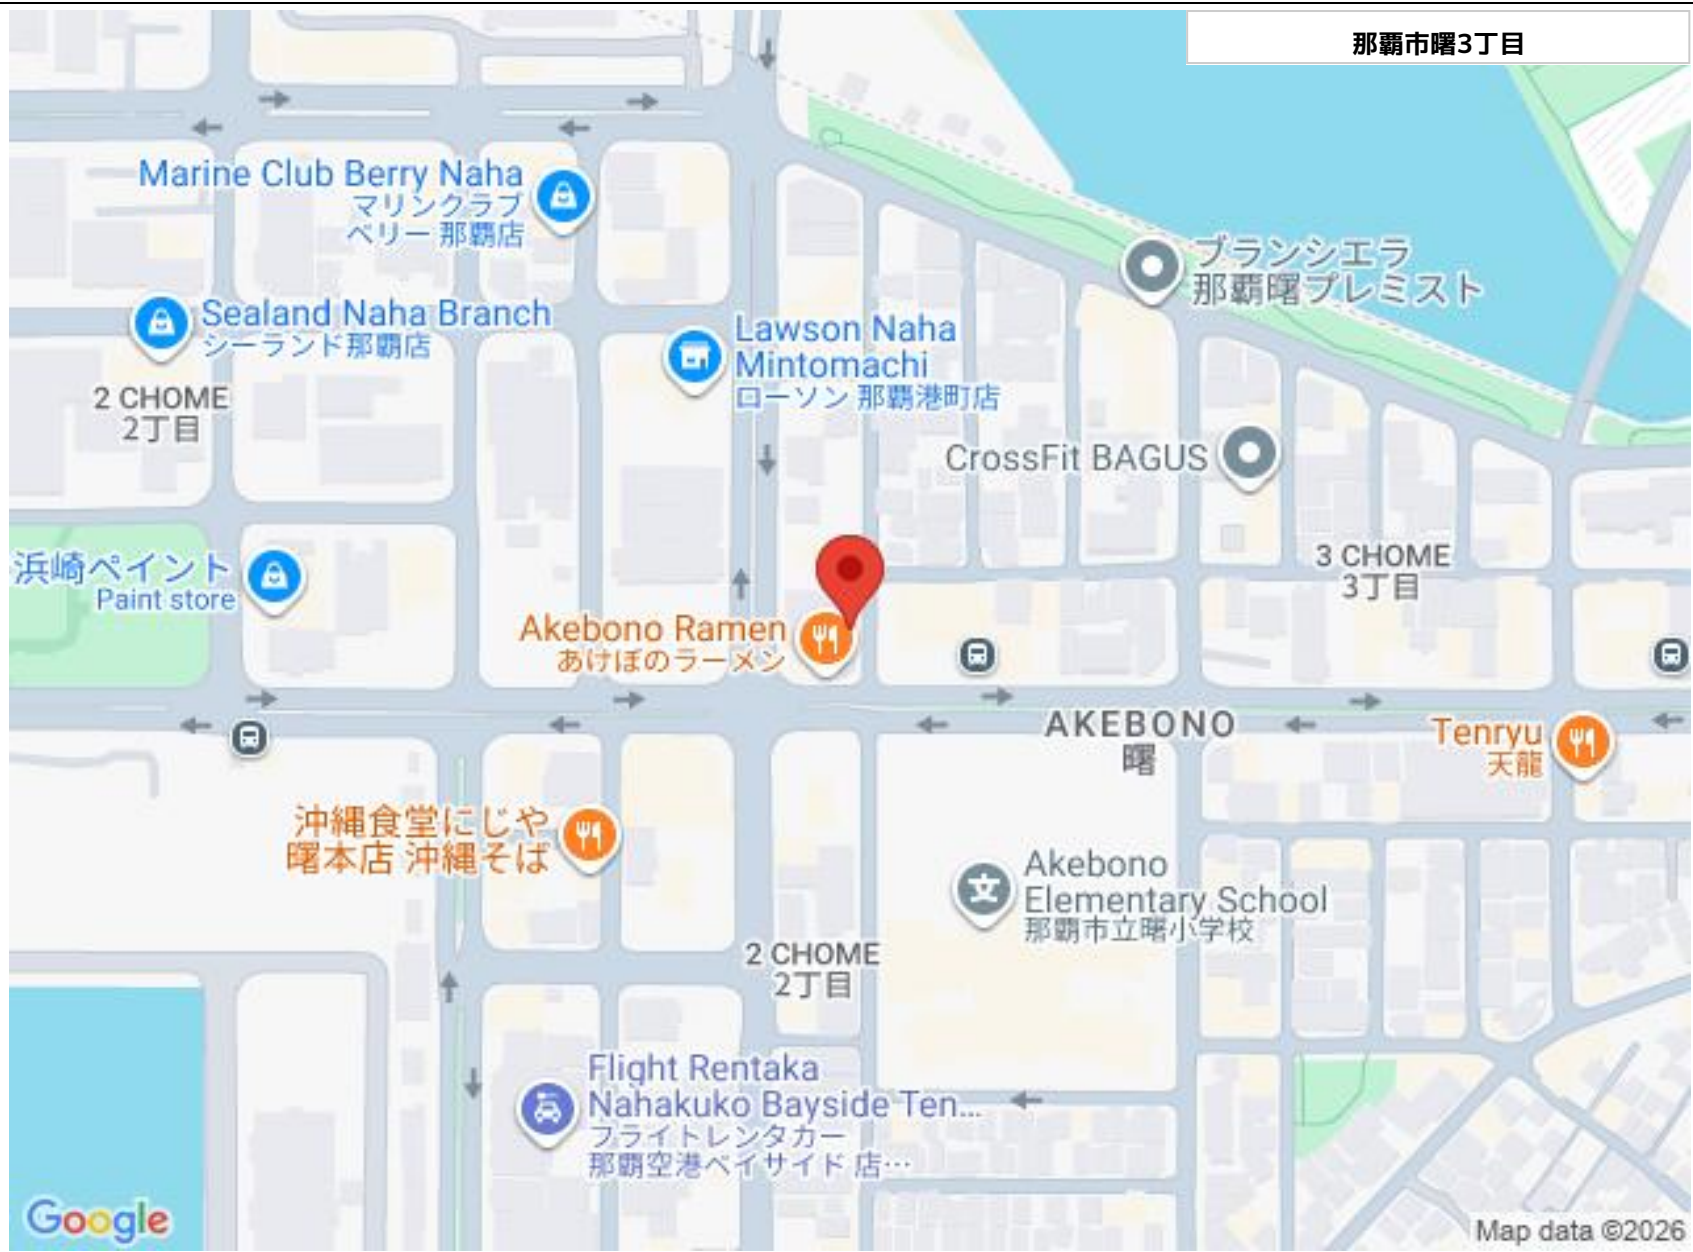 那覇市曙3丁目
Marine Club Berry Naha
マリンクラブ
ベリー 那覇店
ブランシエラ
那覇曙プレミスト
Sealand Naha Branch
シーランド那覇店
Lawson Naha
Mintomachi
ローソン 那覇港町店
2 CHOME
2丁目
CrossFit BAGUS
3 CHOME
3丁目
浜崎ペイント
Paint store
Akebono Ramen
あけぼのラーメン
AKEBONO
曙
Tenryu
天龍
沖縄食堂にじや
曙本店 沖縄そば
Akebono
Elementary School
那覇市立曙小学校
2 CHOME
2丁目
Flight Rentaka
Nahakuko Bayside Ten...
フライトレンタカー
那覇空港ベイサイド 店…
Google
Map data ©2026